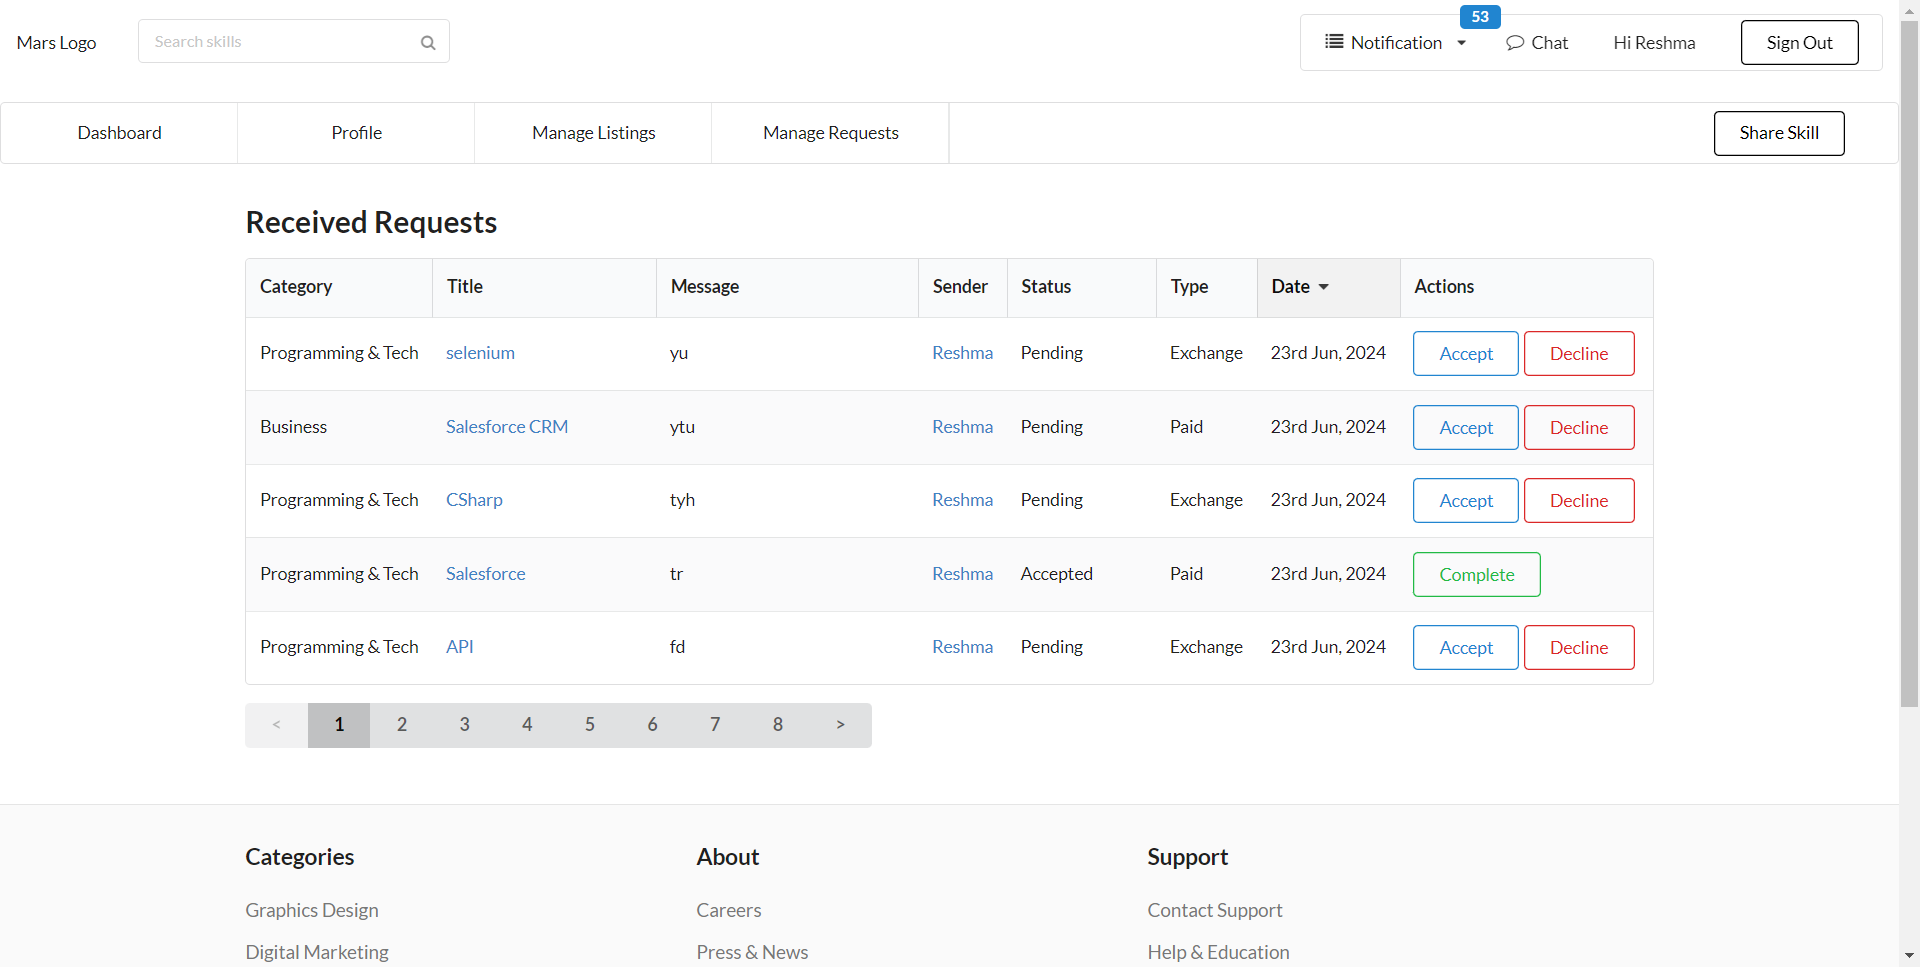 53
Mars Logo Search skills Notification Chat Hi Reshma Sign Out
Dashboard Profile Manage Listings Manage Requests Share Skill
Received Requests
Category Title Message Sender Status Type Date Actions
Programming & Tech selenium yu Reshma Pending Exchange 23rd Jun, 2024 Accept Decline
Business Salesforce CRM ytu Reshma Pending Paid 23rd Jun, 2024 Accept Decline
Programming & Tech CSharp tyh Reshma Pending Exchange 23rd Jun, 2024 Accept Decline
Programming & Tech Salesforce tr Reshma Accepted Paid 23rd Jun, 2024 Complete
Programming & Tech API fd Reshma Pending Exchange 23rd Jun, 2024 Accept Decline
< 1 2 3 4 5 6 7 8 >
Categories About Support
Graphics Design Careers Contact Support
Digital Marketing Press & News Help & Education